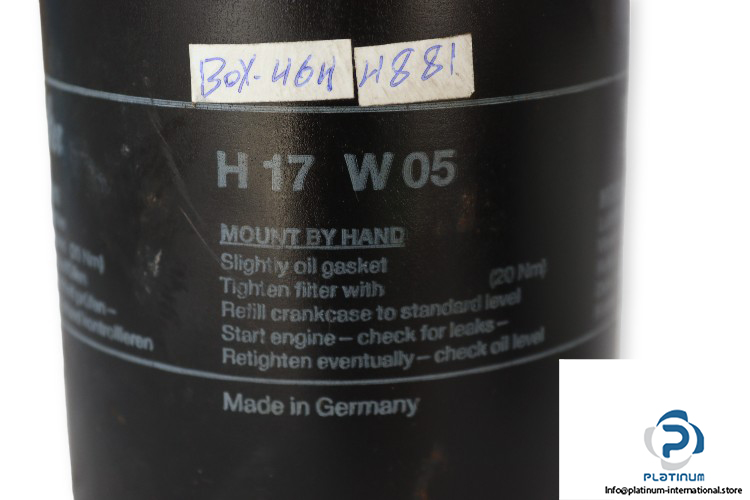 BOX-46H H881
H 17 W 05
MOUNT BY HAND
Slightly oil gasket
Tighten filter with (20 Nm)
Refill crankcase to standard level
Start engine – check for leaks –
Retighten eventually – check oil level
Made in Germany
kontrollieren
PLATINUM
Info@platinum-international.store